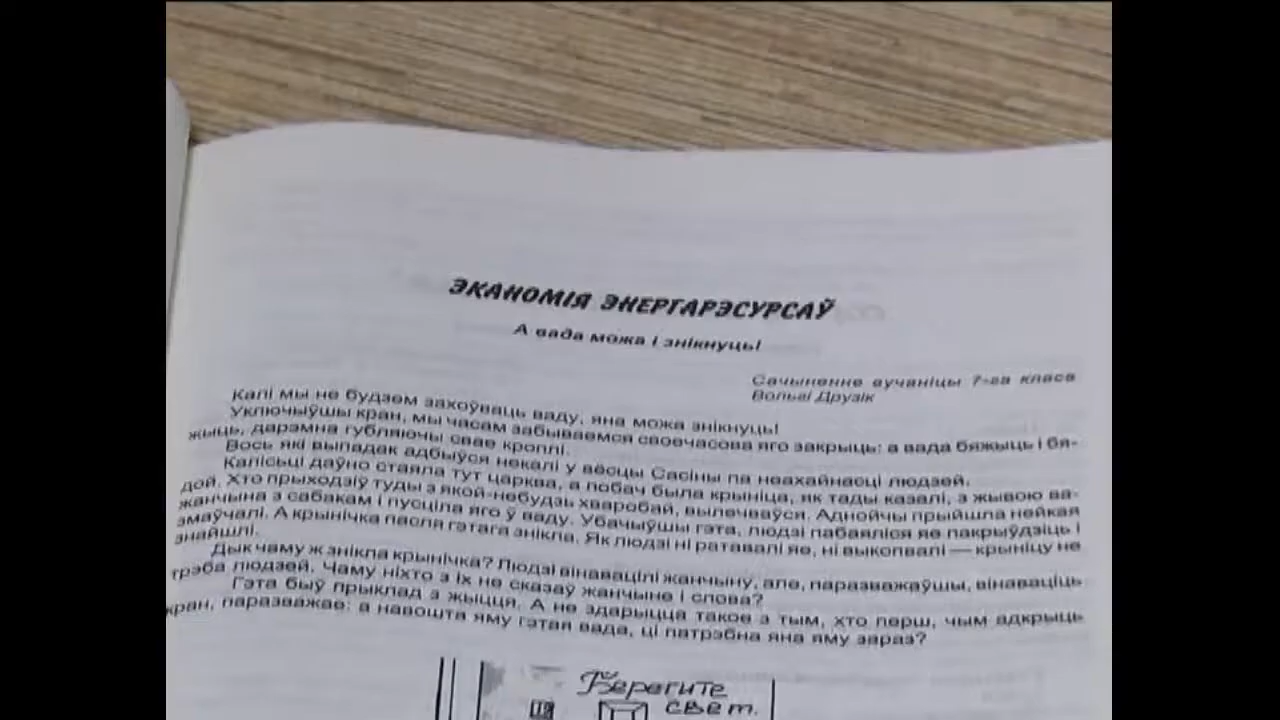 ЭКАНОМІЯ ЭНЕРГАРЭСУРСАЎ
А вада можа і знікнуць!
Сачыненне вучаніцы 7-га класа
Вольгі Друзік
Калі мы не будзем захоўваць ваду, яна можа знікнуць!
Уключыўшы кран, мы часам забываемся своечасова яго закрыць: а вада бяжыць і бя-
жыць, дарэмна губляючы свае кроплі.
Вось які выпадак адбыўся некалі ў вёсцы Сасіны па неахайнасці людзей.
Калісьці даўно стаяла тут царква, а побач была крыніца, як тады казалі, з жывою ва-
дой. Хто прыходзіў туды з якой-небудзь хваробай, вылечваўся. Аднойчы прыйшла нейкая
жанчына з сабакам і пусціла яго ў ваду. Убачыўшы гэта, людзі пабаяліся яе пакрыўдзіць і
змаўчалі. А крынічка пасля гэтага знікла. Як людзі ні ратавалі яе, ні выкопвалі — крыніцу не
знайшлі.
Дык чаму ж знікла крынічка? Людзі вінавацілі жанчыну, але, паразважаўшы, вінаваціць
трэба людзей. Чаму ніхто з іх не сказаў жанчыне і слова?
Гэта быў прыклад з жыцця. А не здарыцца такое з тым, хто перш, чым адкрыць
кран, паразважае: а навошта яму гэтая вада, ці патрэбна яна яму зараз?
Берегите
свет.